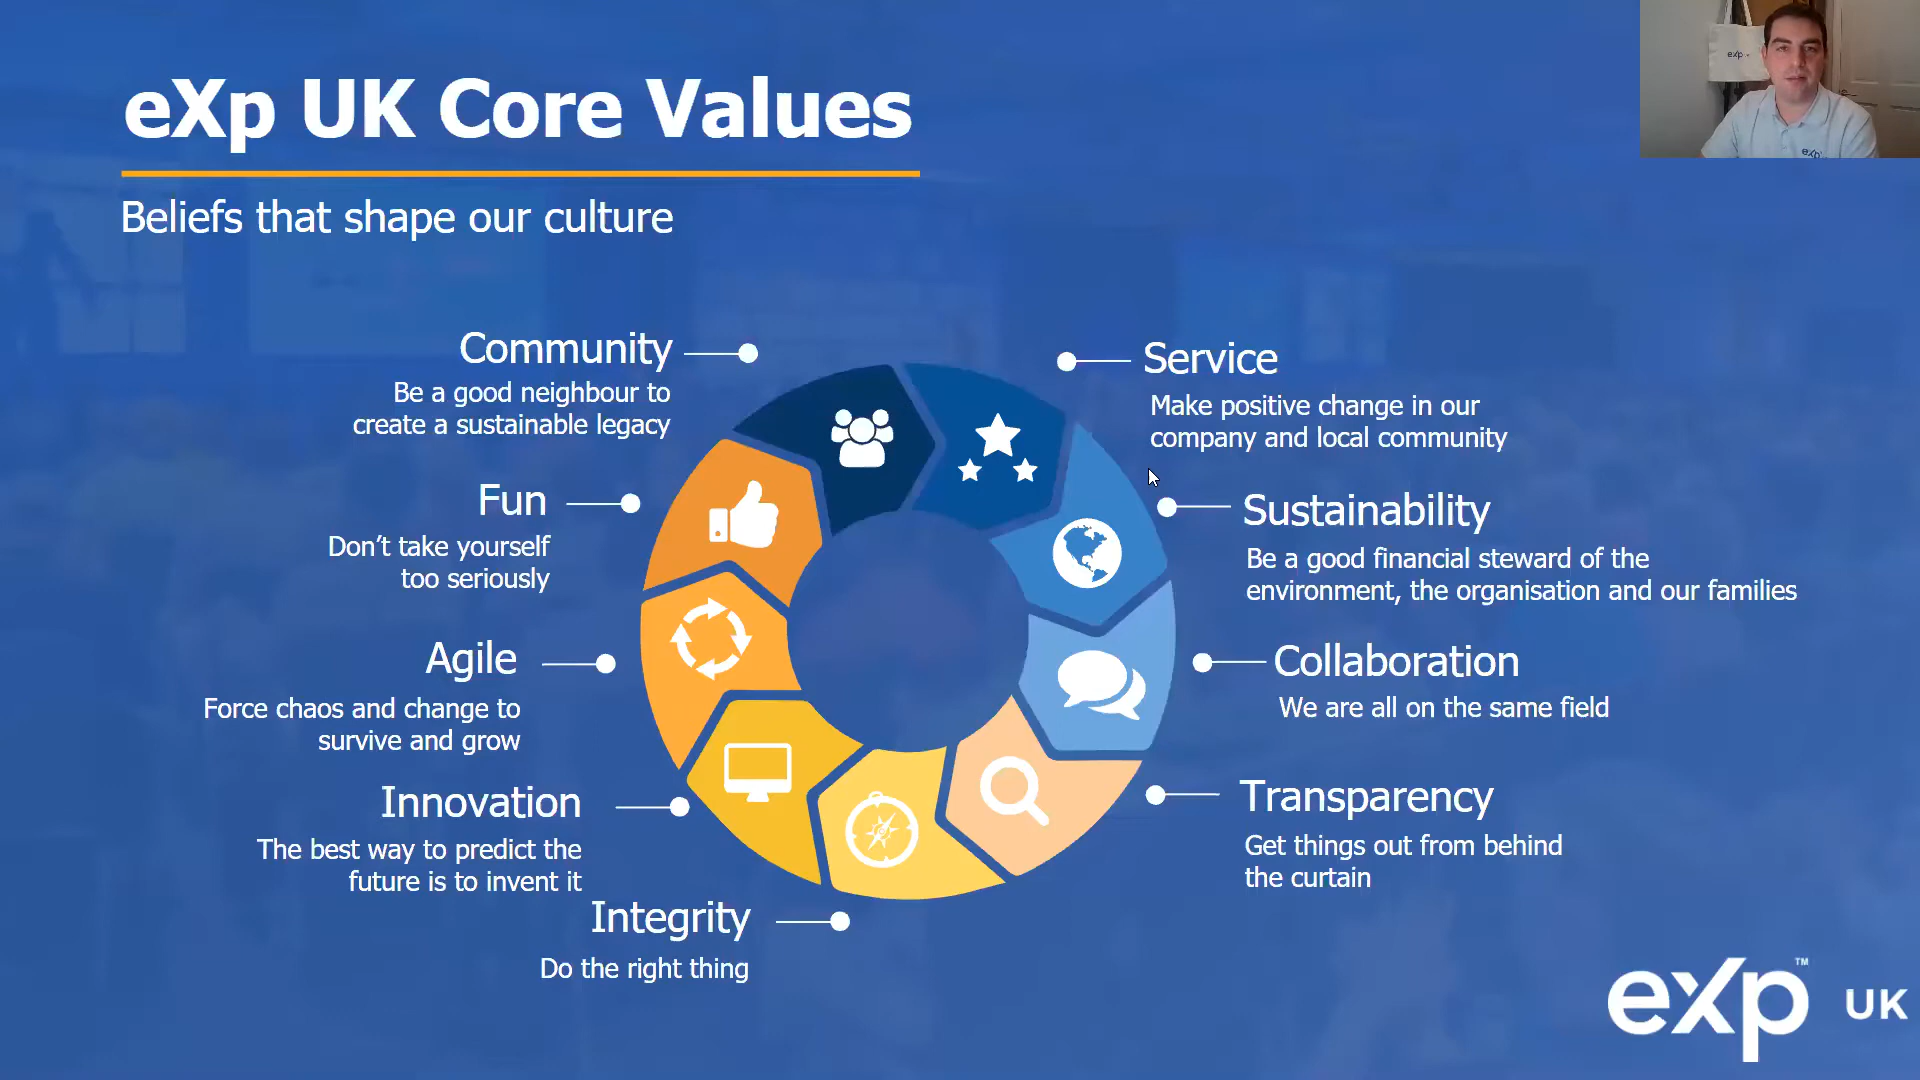 eXp UK Core Values
Beliefs that shape our culture
Community
Be a good neighbour to
create a sustainable legacy
Fun
Don’t take yourself
too seriously
Agile
Force chaos and change to
survive and grow
Innovation
The best way to predict the
future is to invent it
Integrity
Do the right thing
Service
Make positive change in our
company and local community
Sustainability
Be a good financial steward of the
environment, the organisation and our families
Collaboration
We are all on the same field
Transparency
Get things out from behind
the curtain
eXp™ UK
eXp
eXp